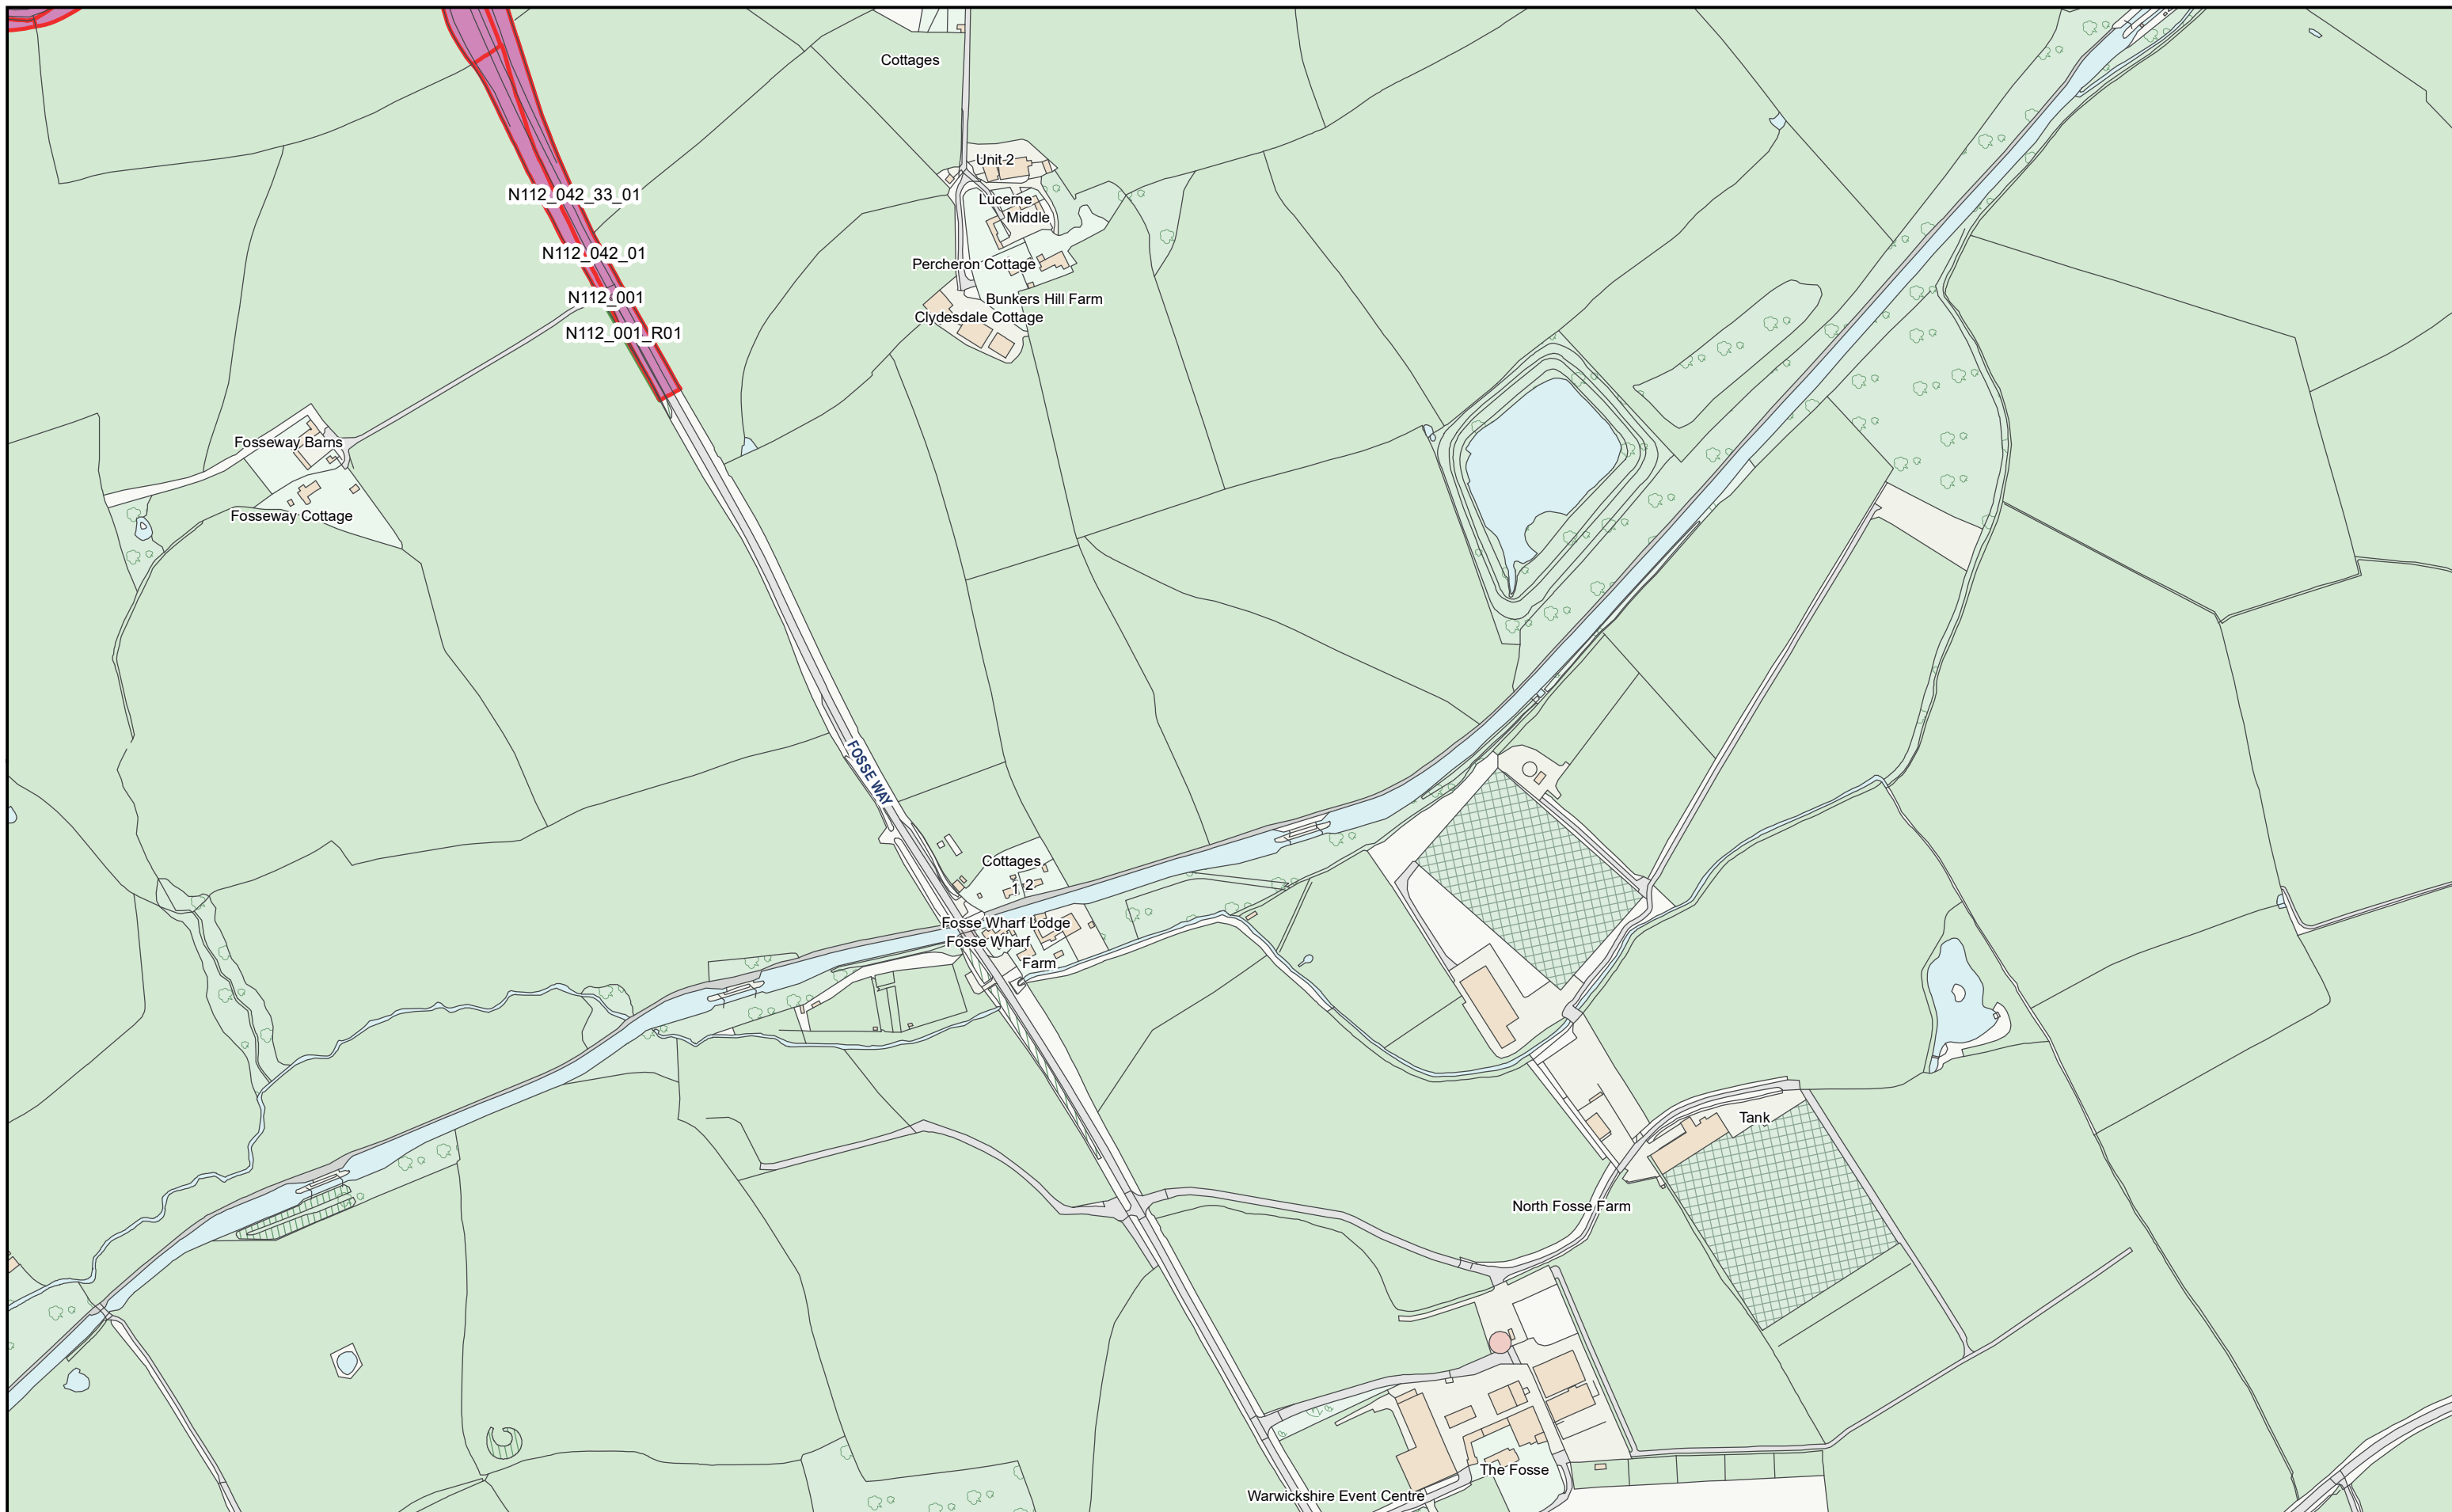 Cottages
Unit 2
N112_042_33_01
Lucerne
Middle
N112_042_01
Percheron Cottage
N112_001
Bunkers Hill Farm
Clydesdale Cottage
N112_001_R01
Fosseway Barns
Fosseway Cottage
FOSSE WAY
Cottages
1 2
Fosse Wharf Lodge
Fosse Wharf
Farm
Tank
North Fosse Farm
The Fosse
Warwickshire Event Centre